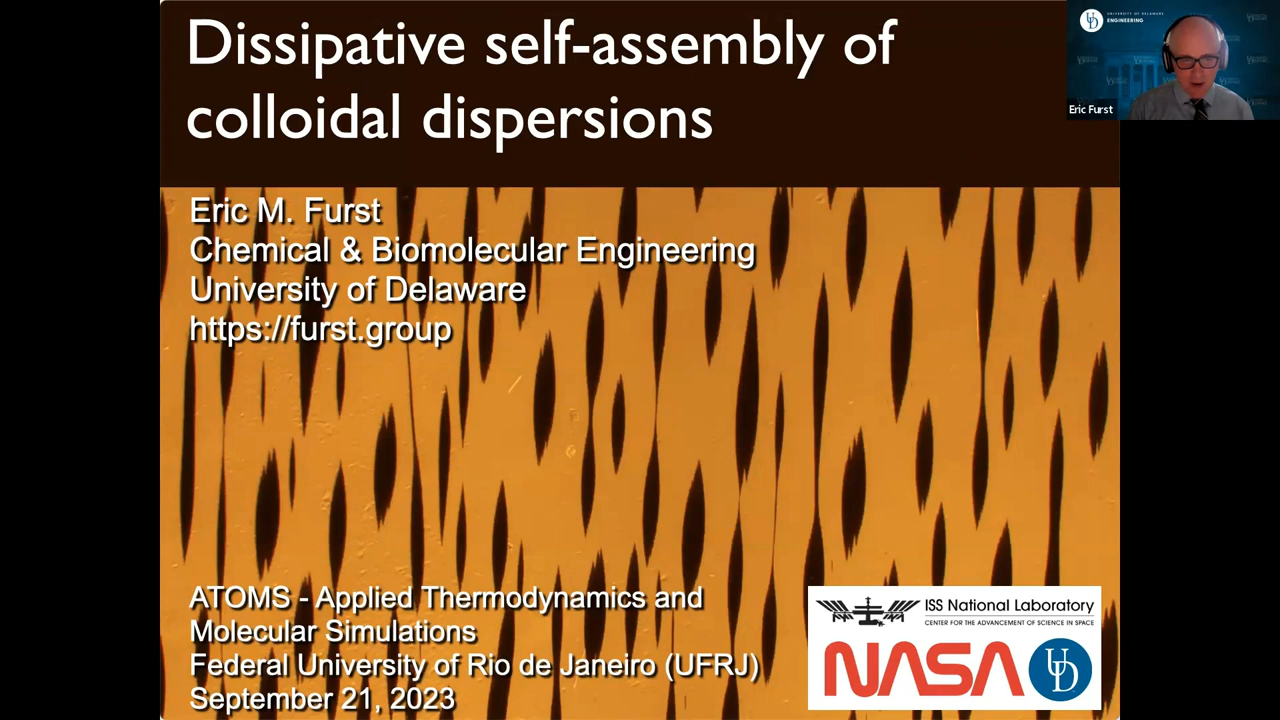 Dissipative self-assembly of
colloidal dispersions
Eric M. Furst
Chemical & Biomolecular Engineering
University of Delaware
https://furst.group
ATOMS - Applied Thermodynamics and
Molecular Simulations
Federal University of Rio de Janeiro (UFRJ)
September 21, 2023
ISS National Laboratory
CENTER FOR THE ADVANCEMENT OF SCIENCE IN SPACE
NASA
UD
UD
UNIVERSITY OF DELAWARE
ENGINEERING
Eric Furst